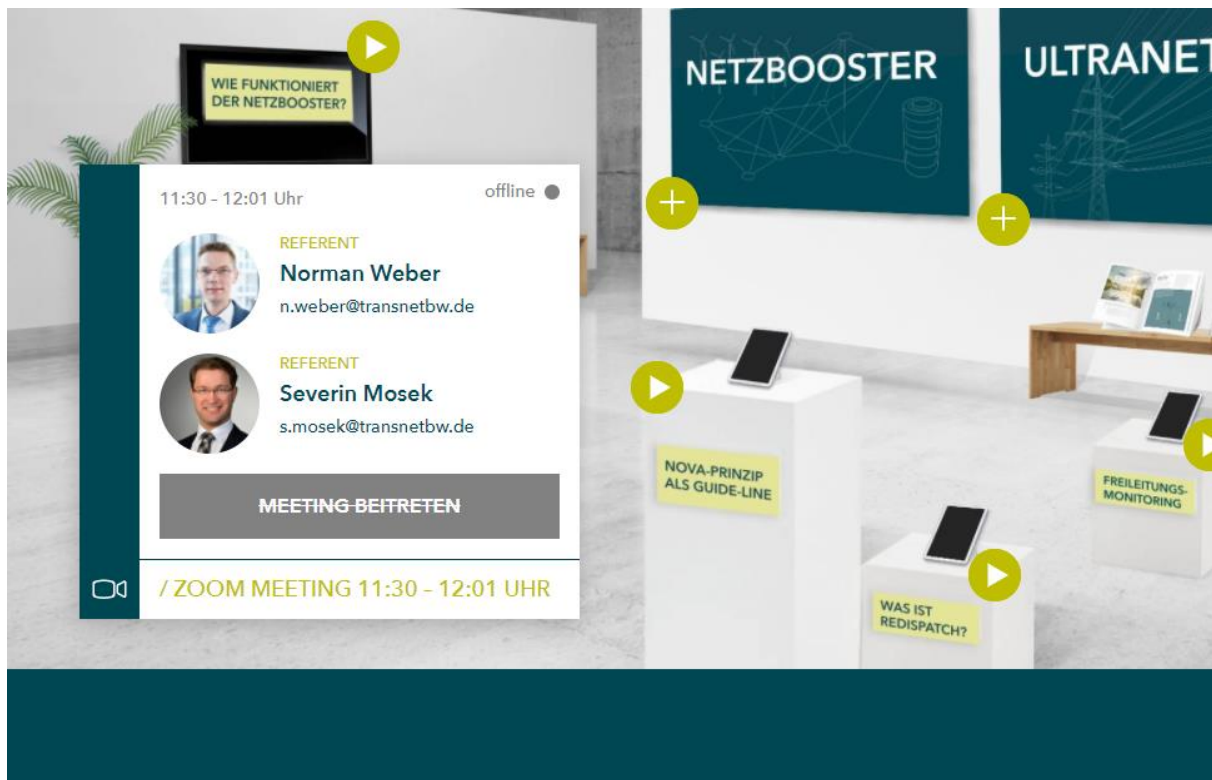 WIE FUNKTIONIERT
DER NETZBOOSTER?
NETZBOOSTER
ULTRANET
11:30 - 12:01 Uhr
offline
REFERENT
Norman Weber
n.weber@transnetbw.de
REFERENT
Severin Mosek
s.mosek@transnetbw.de
MEETING BEITRETEN
/ ZOOM MEETING 11:30 - 12:01 UHR
NOVA-PRINZIP
ALS GUIDE-LINE
WAS IST
REDISPATCH?
FREILEITUNGS-
MONITORING